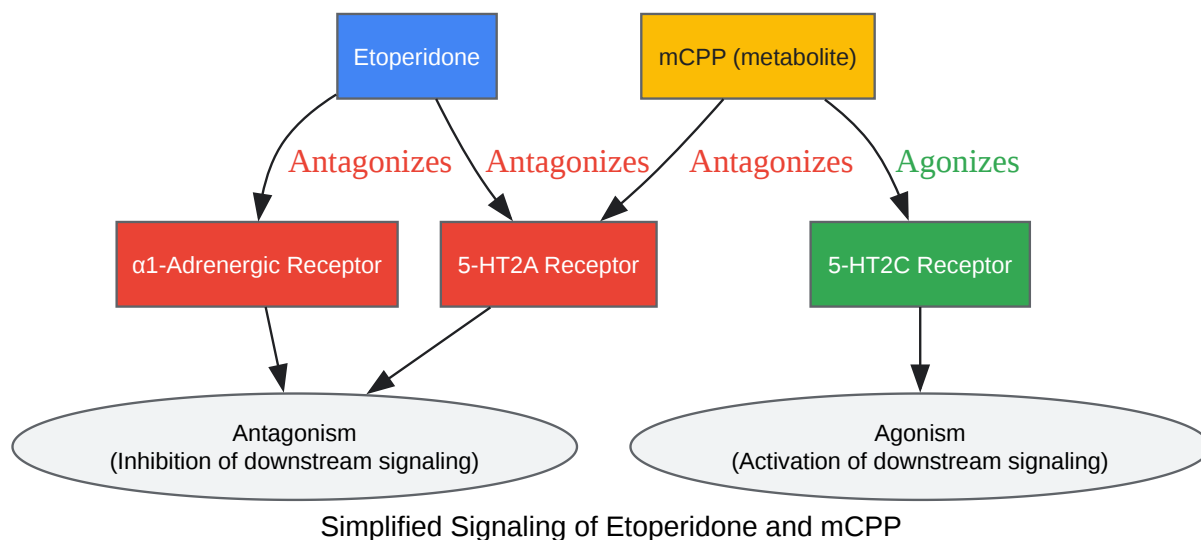 Etoperidone
mCPP (metabolite)
Antagonizes
Antagonizes
Antagonizes
Agonizes
α1-Adrenergic Receptor
5-HT2A Receptor
5-HT2C Receptor
Antagonism
(Inhibition of downstream signaling)
Agonism
(Activation of downstream signaling)
Simplified Signaling of Etoperidone and mCPP